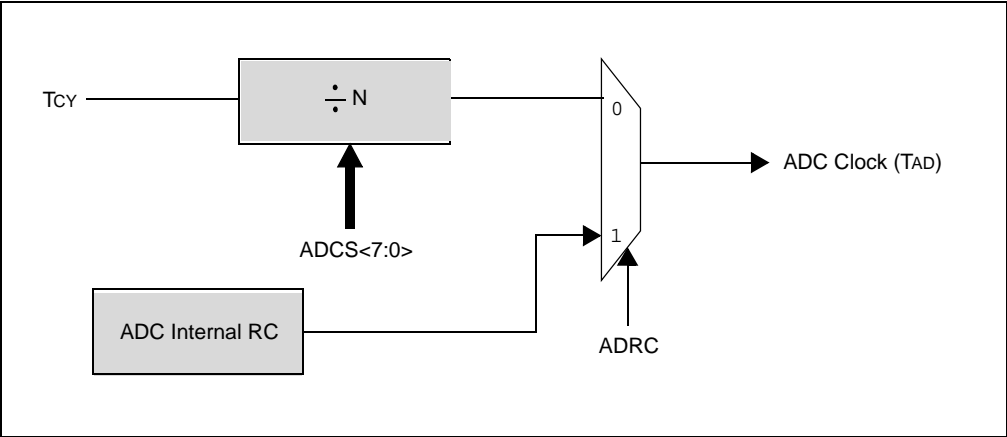 TCY
÷ N
0
ADC Clock (TAD)
ADCS<7:0>
1
ADC Internal RC
ADRC